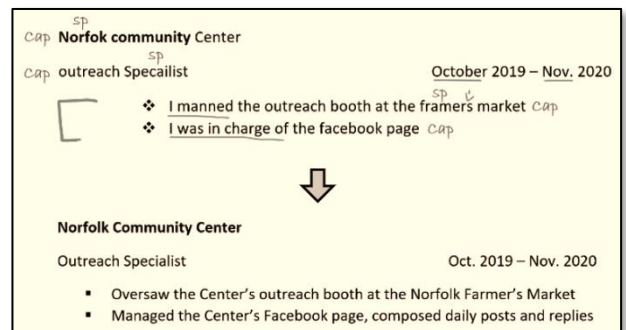 sp
cap Norfok community Center
sp
cap outreach Specailist October 2019 – Nov. 2020
sp
❖ I manned the outreach booth at the framers market cap
❖ I was in charge of the facebook page cap
Norfolk Community Center
Outreach Specialist Oct. 2019 – Nov. 2020
▪ Oversaw the Center's outreach booth at the Norfolk Farmer's Market
▪ Managed the Center's Facebook page, composed daily posts and replies